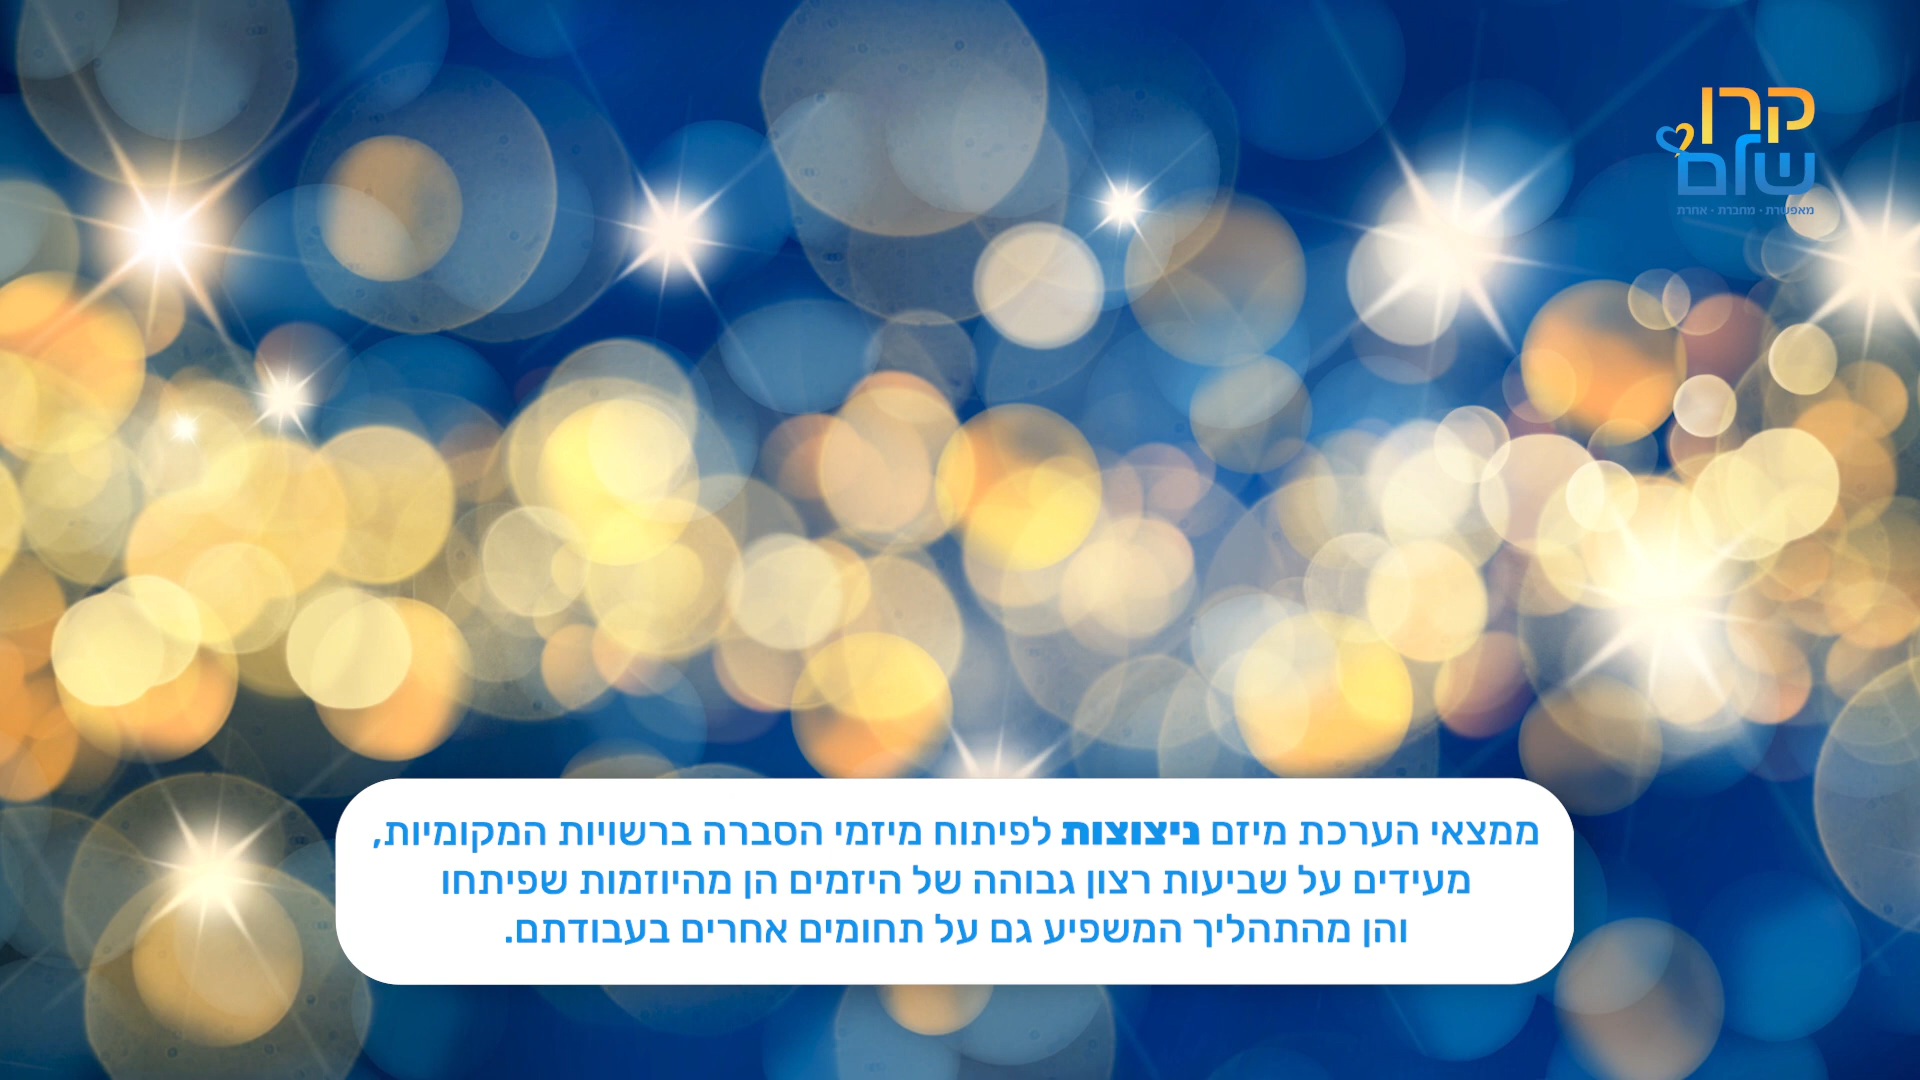 קרן
שלם
מאפשרת · מחברת · אחרת
ממצאי הערכת מיזם ניצוצות לפיתוח מיזמי הסברה ברשויות המקומיות,
מעידים על שביעות רצון גבוהה של היזמים הן מהיוזמות שפיתחו
והן מהתהליך המשפיע גם על תחומים אחרים בעבודתם.